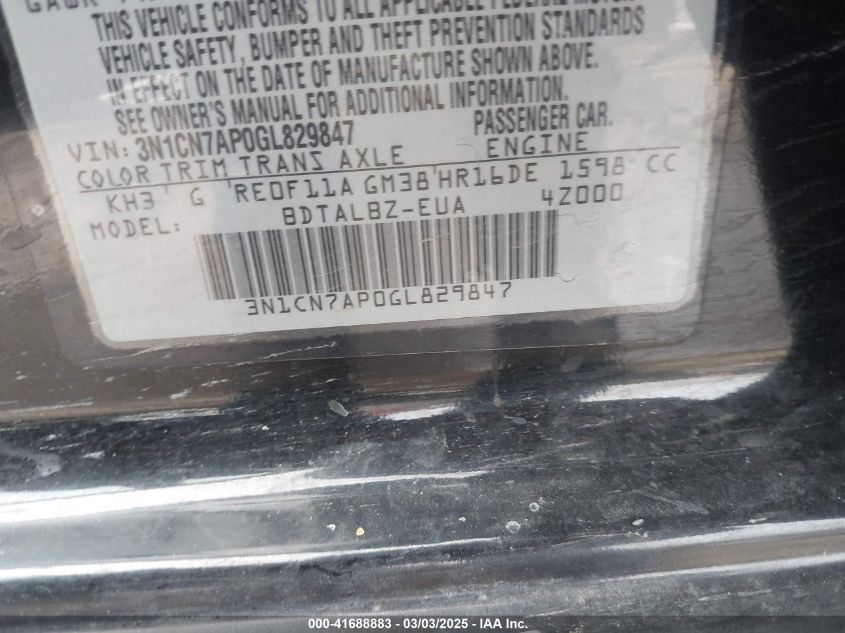 THIS VEHICLE CONFORMS TO ALL APPLICABLE FEDERAL MOTOR
VEHICLE SAFETY, BUMPER AND THEFT PREVENTION STANDARDS
IN EFFECT ON THE DATE OF MANUFACTURE SHOWN ABOVE.
SEE OWNER'S MANUAL FOR ADDITIONAL INFORMATION.
VIN: 3N1CN7AP0GL829847 PASSENGER CAR.
COLOR TRIM TRANS AXLE ENGINE
KH3 G RE0F11A GM38 HR16DE 1598 CC
MODEL: BDTALBZ-EUA 4Z000
3N1CN7AP0GL829847
000-41688883 / 03/03/2025 - IAA Inc.